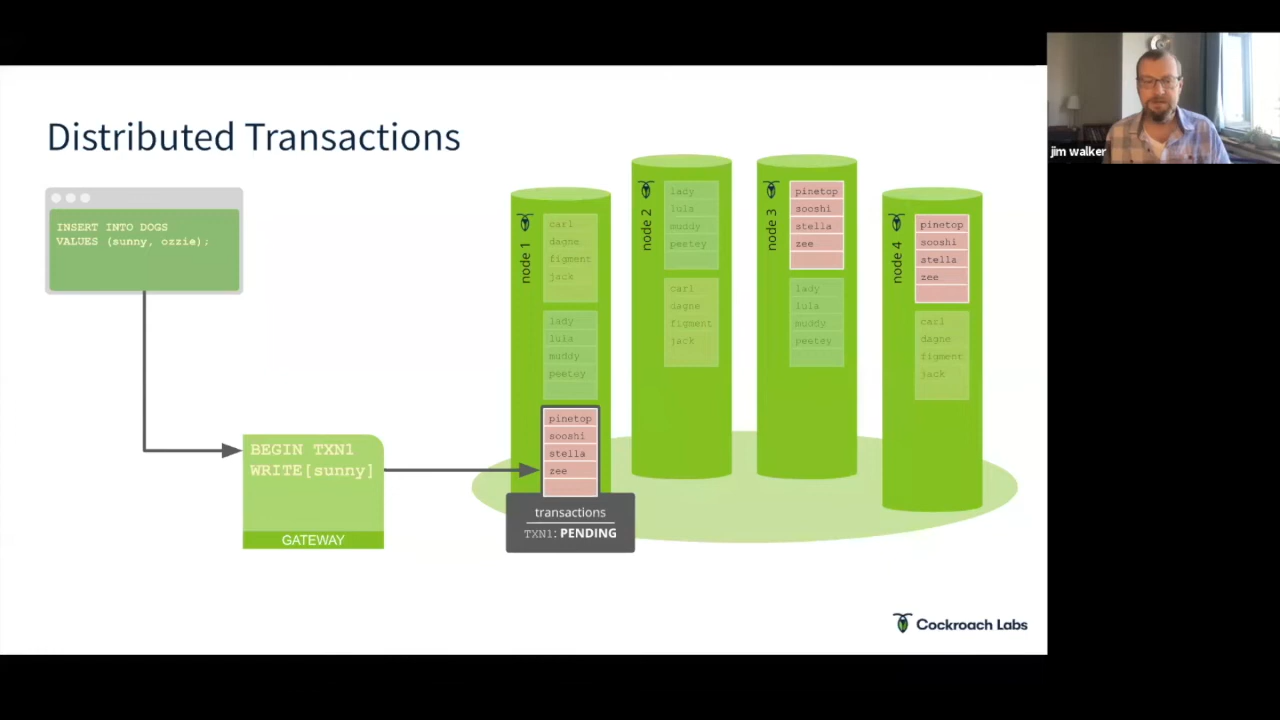 Distributed Transactions
INSERT INTO DOGS
VALUES (sunny, ozzie);
BEGIN TXN1
WRITE[sunny]
GATEWAY
node 1
carl
dagne
figment
jack
lady
lula
muddy
peetey
pinetop
sooshi
stella
zee
transactions
TXN1: PENDING
node 2
lady
lula
muddy
peetey
carl
dagne
figment
jack
node 3
pinetop
sooshi
stella
zee
lady
lula
muddy
peetey
node 4
pinetop
sooshi
stella
zee
carl
dagne
figment
jack
Cockroach Labs
jim walker